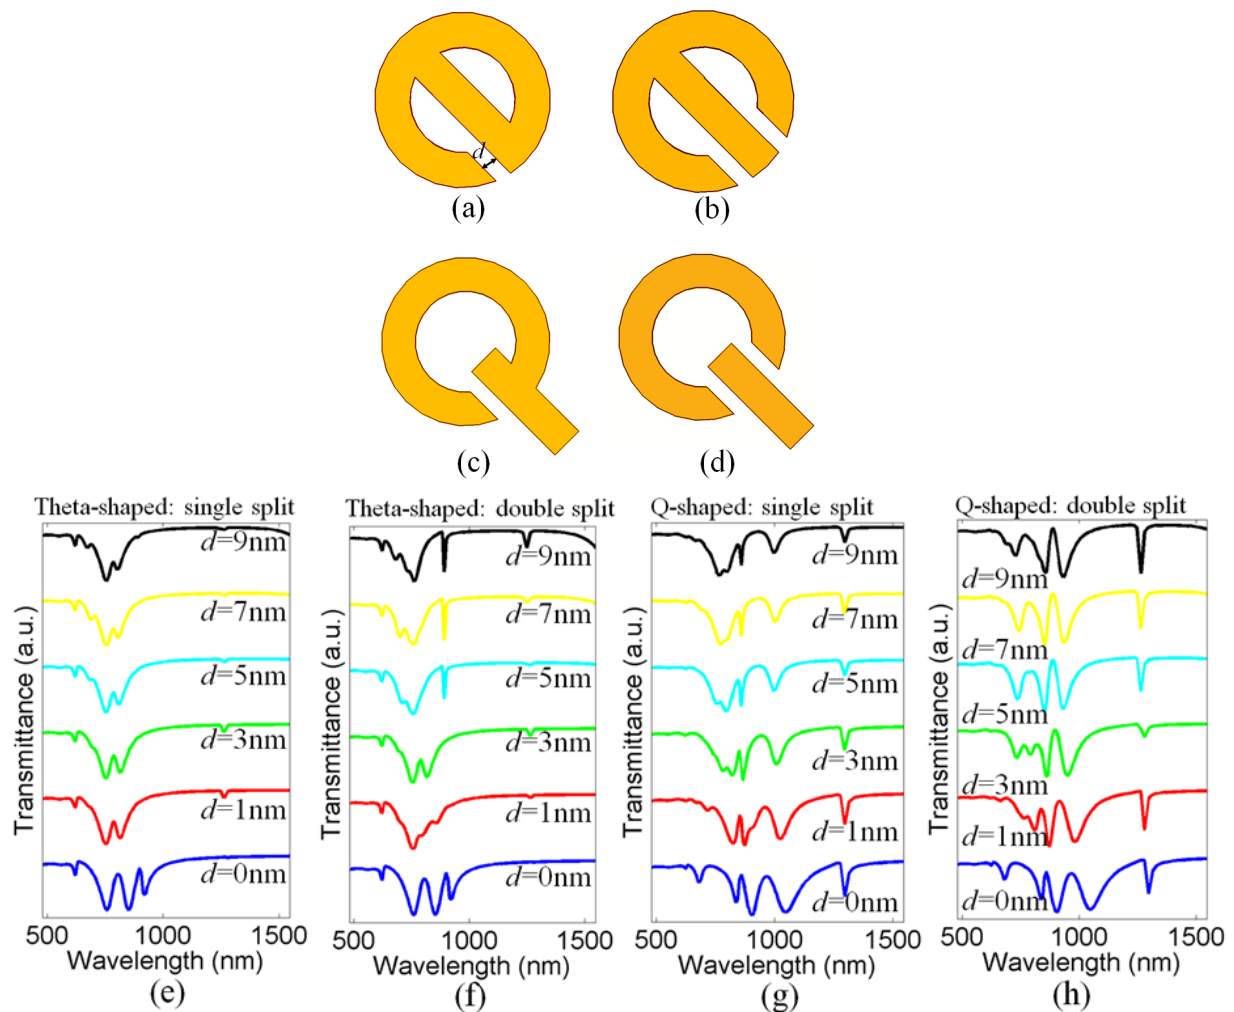 d
(a)
(b)
(c)
(d)
Theta-shaped: single split
Transmittance (a.u.)
d=9nm
d=7nm
d=5nm
d=3nm
d=1nm
d=0nm
500 1000 1500
Wavelength (nm)
(e)
Theta-shaped: double split
Transmittance (a.u.)
d=9nm
d=7nm
d=5nm
d=3nm
d=1nm
d=0nm
500 1000 1500
Wavelength (nm)
(f)
Q-shaped: single split
Transmittance (a.u.)
d=9nm
d=7nm
d=5nm
d=3nm
d=1nm
d=0nm
500 1000 1500
Wavelength (nm)
(g)
Q-shaped: double split
Transmittance (a.u.)
d=9nm
d=7nm
d=5nm
d=3nm
d=1nm
d=0nm
500 1000 1500
Wavelength (nm)
(h)